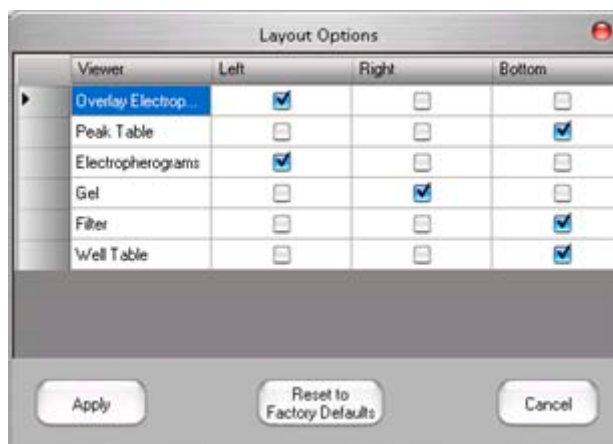 Layout Options
Viewer Left Right Bottom
Overlay Electrop...
Peak Table
Electropherograms
Gel
Filter
Well Table
Apply
Reset to
Factory Defaults
Cancel